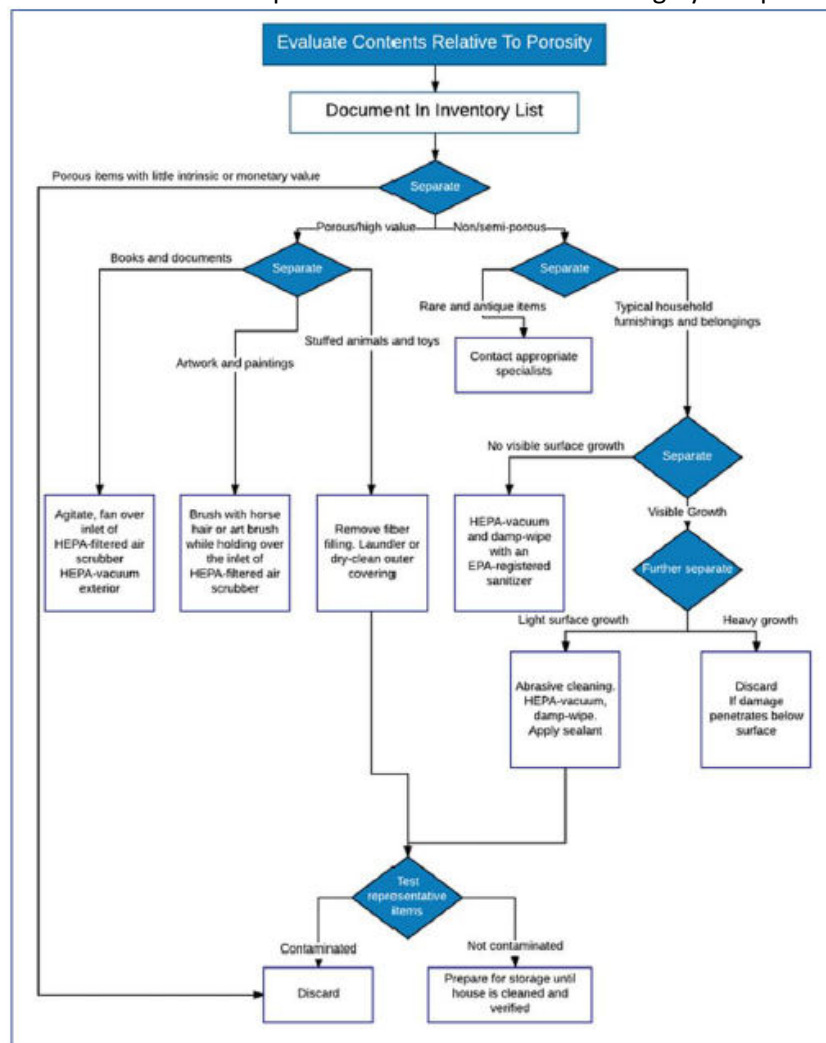 Evaluate Contents Relative To Porosity
Document In Inventory List
Porous items with little intrinsic or monetary value
Separate
Porous/high value
Non/semi-porous
Books and documents
Separate
Separate
Rare and antique items
Typical household
furnishings and belongings
Stuffed animals and toys
Artwork and paintings
Contact appropriate
specialists
No visible surface growth
Separate
Visible Growth
Agitate, fan over
inlet of
HEPA-filtered air
scrubber
HEPA-vacuum
exterior
Brush with horse
hair or art brush
while holding over
the inlet of
HEPA-filtered air
scrubber
Remove fiber
filling. Launder or
dry-clean outer
covering
HEPA-vacuum
and damp-wipe
with an
EPA-registered
sanitizer
Further separate
Light surface growth
Heavy growth
Abrasive cleaning.
HEPA-vacuum,
damp-wipe.
Apply sealant
Discard
If damage
penetrates below
surface
Test
representative
items
Contaminated
Not contaminated
Discard
Prepare for storage until
house is cleaned and
verified